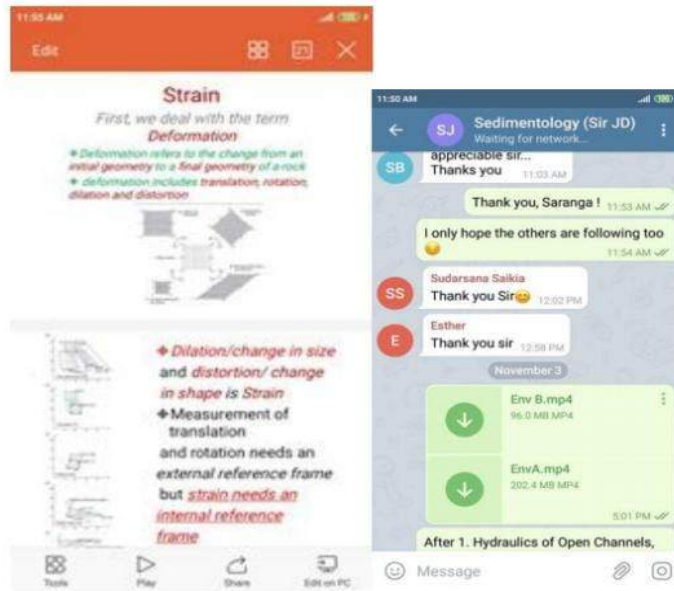 11:55 AM
Edit
Strain
First, we deal with the term
Deformation
❖Deformation refers to the change from an
initial geometry to a final geometry of a rock
❖ deformation includes translation, rotation,
dilation and distortion
❖Dilation/change in size
and distortion/ change
in shape is Strain
❖Measurement of
translation
and rotation needs an
external reference frame
but strain needs an
internal reference
frame
Tools
Play
Share
Edit on PC
11:50 AM
SJ
Sedimentology (Sir JD)
Waiting for network...
SB
appreciable sir...
Thanks you 11:03 AM
Thank you, Saranga ! 11:53 AM
I only hope the others are following too
😔
11:54 AM
SS
Sudarsana Saikia
Thank you Sir😊 12:02 PM
E
Esther
Thank you sir 12:58 PM
November 3
Env B.mp4
96.0 MB MP4
EnvA.mp4
202.4 MB MP4
5:01 PM
After 1. Hydraulics of Open Channels,
Message